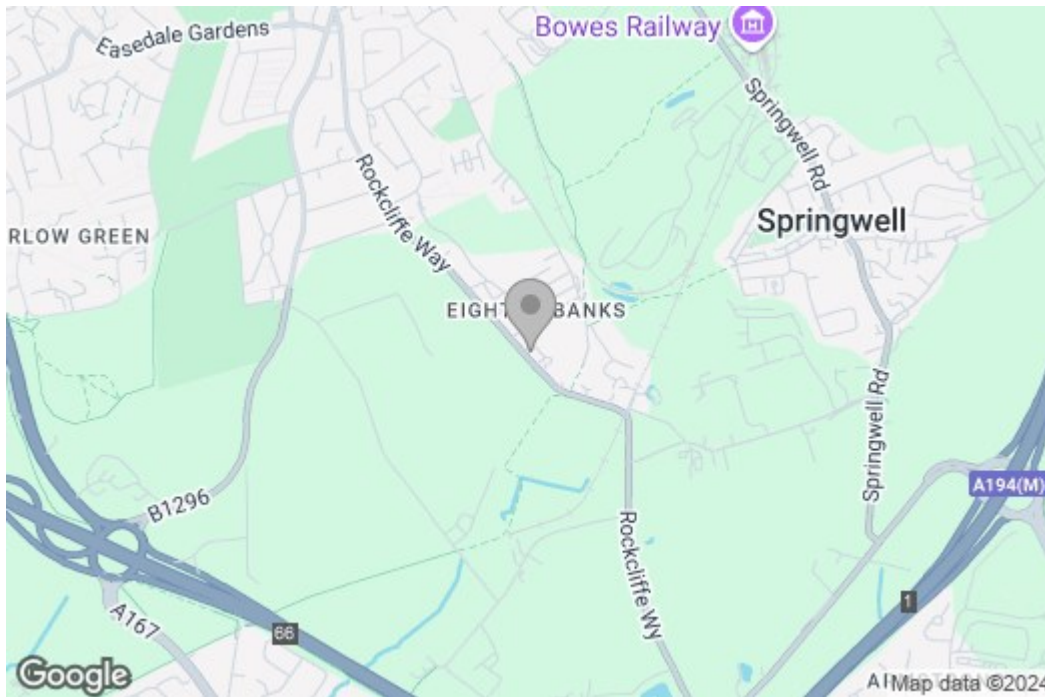 Bowes Railway
Easedale Gardens
Springwell Rd
Rockcliffe Way
Springwell
RLOW GREEN
EIGHT
BANKS
Springwell Rd
A194(M)
B1296
Rockcliffe Wy
1
A167
66
Google
Map data ©2024